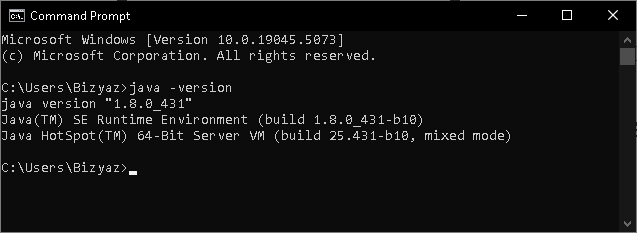 Command Prompt
Microsoft Windows [Version 10.0.19045.5073]
(c) Microsoft Corporation. All rights reserved.
C:\Users\Bizyaz>java -version
java version "1.8.0_431"
Java(TM) SE Runtime Environment (build 1.8.0_431-b10)
Java HotSpot(TM) 64-Bit Server VM (build 25.431-b10, mixed mode)
C:\Users\Bizyaz>